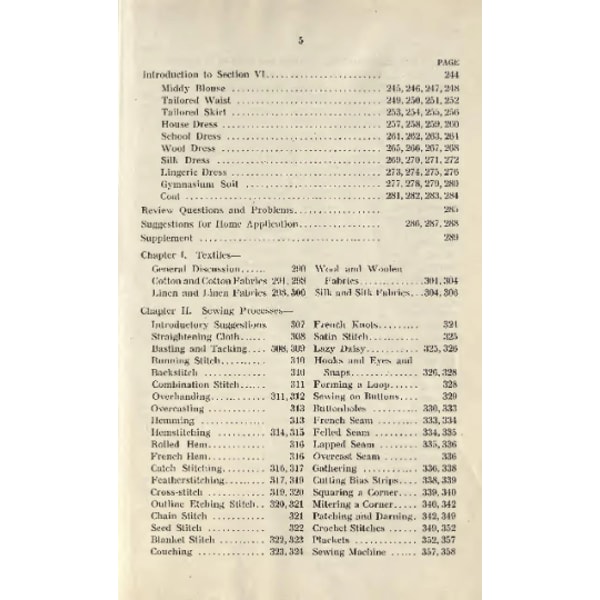 5
PAGE
Introduction to Section VI........................ 244
Middy Blouse ........................ 245, 246, 247, 248
Tailored Waist ........................ 249, 250, 251, 252
Tailored Skirt ........................ 253, 254, 255, 256
House Dress ........................ 257, 258, 259, 260
School Dress ........................ 261, 262, 263, 264
Wool Dress ........................ 265, 266, 267, 268
Silk Dress ........................ 269, 270, 271, 272
Lingerie Dress ........................ 273, 274, 275, 276
Gymnasium Soil ........................ 277, 278, 279, 280
Coat ........................ 281, 282, 283, 284
Review Questions and Problems.................. 285
Suggestions for Home Application.................. 286, 287, 288
Supplement .................................. 289
Chapter I. Textiles—
General Discussion...... 290 Wool and Woolen
Cotton and Cotton Fabrics 291, 298 Fabrics............ 301, 304
Linen and Linen Fabrics 298, 300 Silk and Silk Fabrics...304, 306
Chapter II. Sewing Processes—
Introductory Suggestions 307 French Knots......... 324
Straightening Cloth...... 308 Satin Stitch......... 325
Basting and Tacking.... 308, 309 Lazy Daisy......... 325, 326
Running Stitch......... 310 Hooks and Eyes and
Backstitch ............ 310 Snaps............ 326, 328
Combination Stitch...... 311 Forming a Loop...... 328
Overhanding......... 311, 312 Sewing on Buttons.... 329
Overcasting ............ 313 Buttonholes ......... 330, 333
Hemming ............ 313 French Seam ......... 333, 334
Hemstitching ......... 314, 315 Felled Seam ......... 334, 335
Rolled Hem............ 316 Lapped Seam ......... 335, 336
French Hem............ 316 Overcast Seam ...... 336
Catch Stitching......... 316, 317 Gathering ......... 336, 338
Featherstitching......... 317, 319 Cutting Bias Strips.... 338, 339
Cross-stitch ......... 319, 320 Squaring a Corner.... 339, 340
Outline Etching Stitch.. 320, 321 Mitering a Corner.... 340, 342
Chain Stitch ......... 321 Patching and Darning. 342, 349
Seed Stitch ......... 322 Crochet Stitches ...... 349, 352
Blanket Stitch ......... 322, 323 Plackets ............ 352, 357
Couching ............ 323, 324 Sewing Machine ...... 357, 358